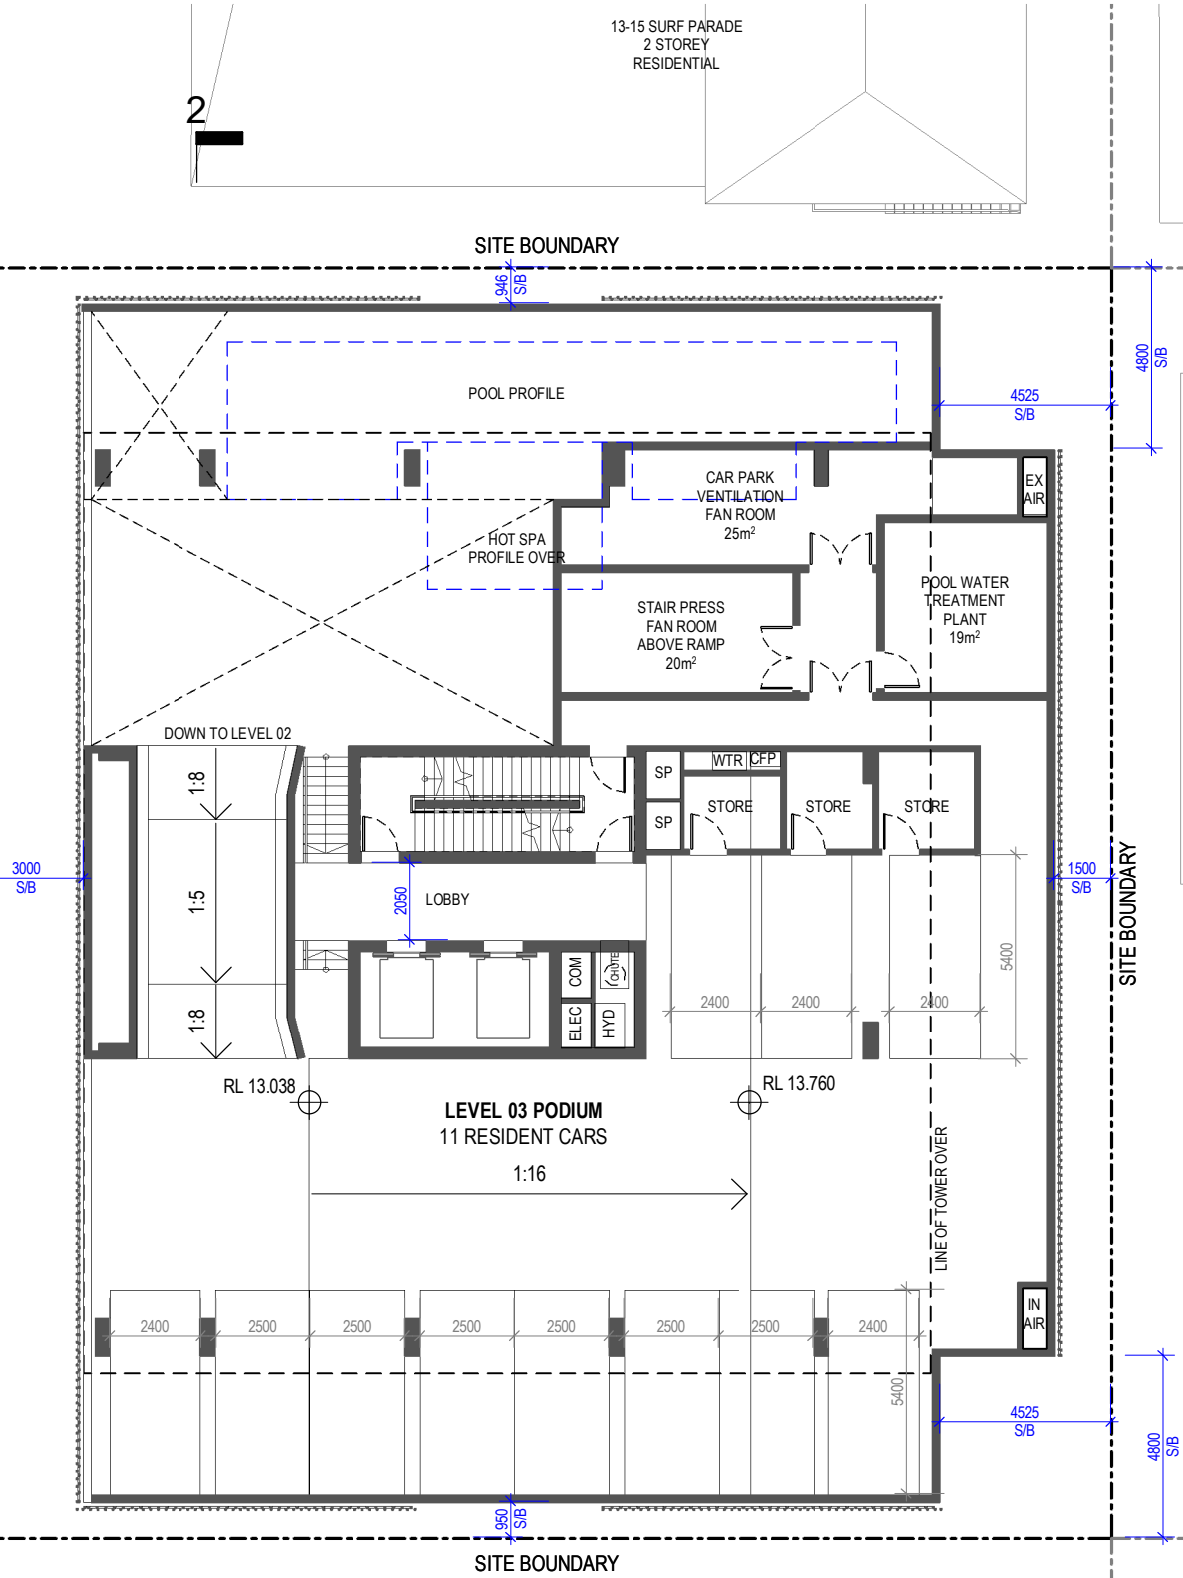 13-15 SURF PARADE
2 STOREY
RESIDENTIAL
2
SITE BOUNDARY
946
S/B
4800
S/B
4525
S/B
POOL PROFILE
CAR PARK
VENTILATION
FAN ROOM
25m²
EX
AIR
HOT SPA
PROFILE OVER
POOL WATER
TREATMENT
PLANT
19m²
STAIR PRESS
FAN ROOM
ABOVE RAMP
20m²
DOWN TO LEVEL 02
1:8
1:5
1:8
SP
SP
WTR
CFP
STORE
STORE
STORE
3000
S/B
2050
LOBBY
1500
S/B
SITE BOUNDARY
COM
CHUTE
ELEC
HYD
2400
2400
2400
5400
RL 13.038
RL 13.760
LEVEL 03 PODIUM
11 RESIDENT CARS
1:16
LINE OF TOWER OVER
IN
AIR
2400
2500
2500
2500
2500
2500
2500
2400
5400
4525
S/B
4800
S/B
950
S/B
SITE BOUNDARY